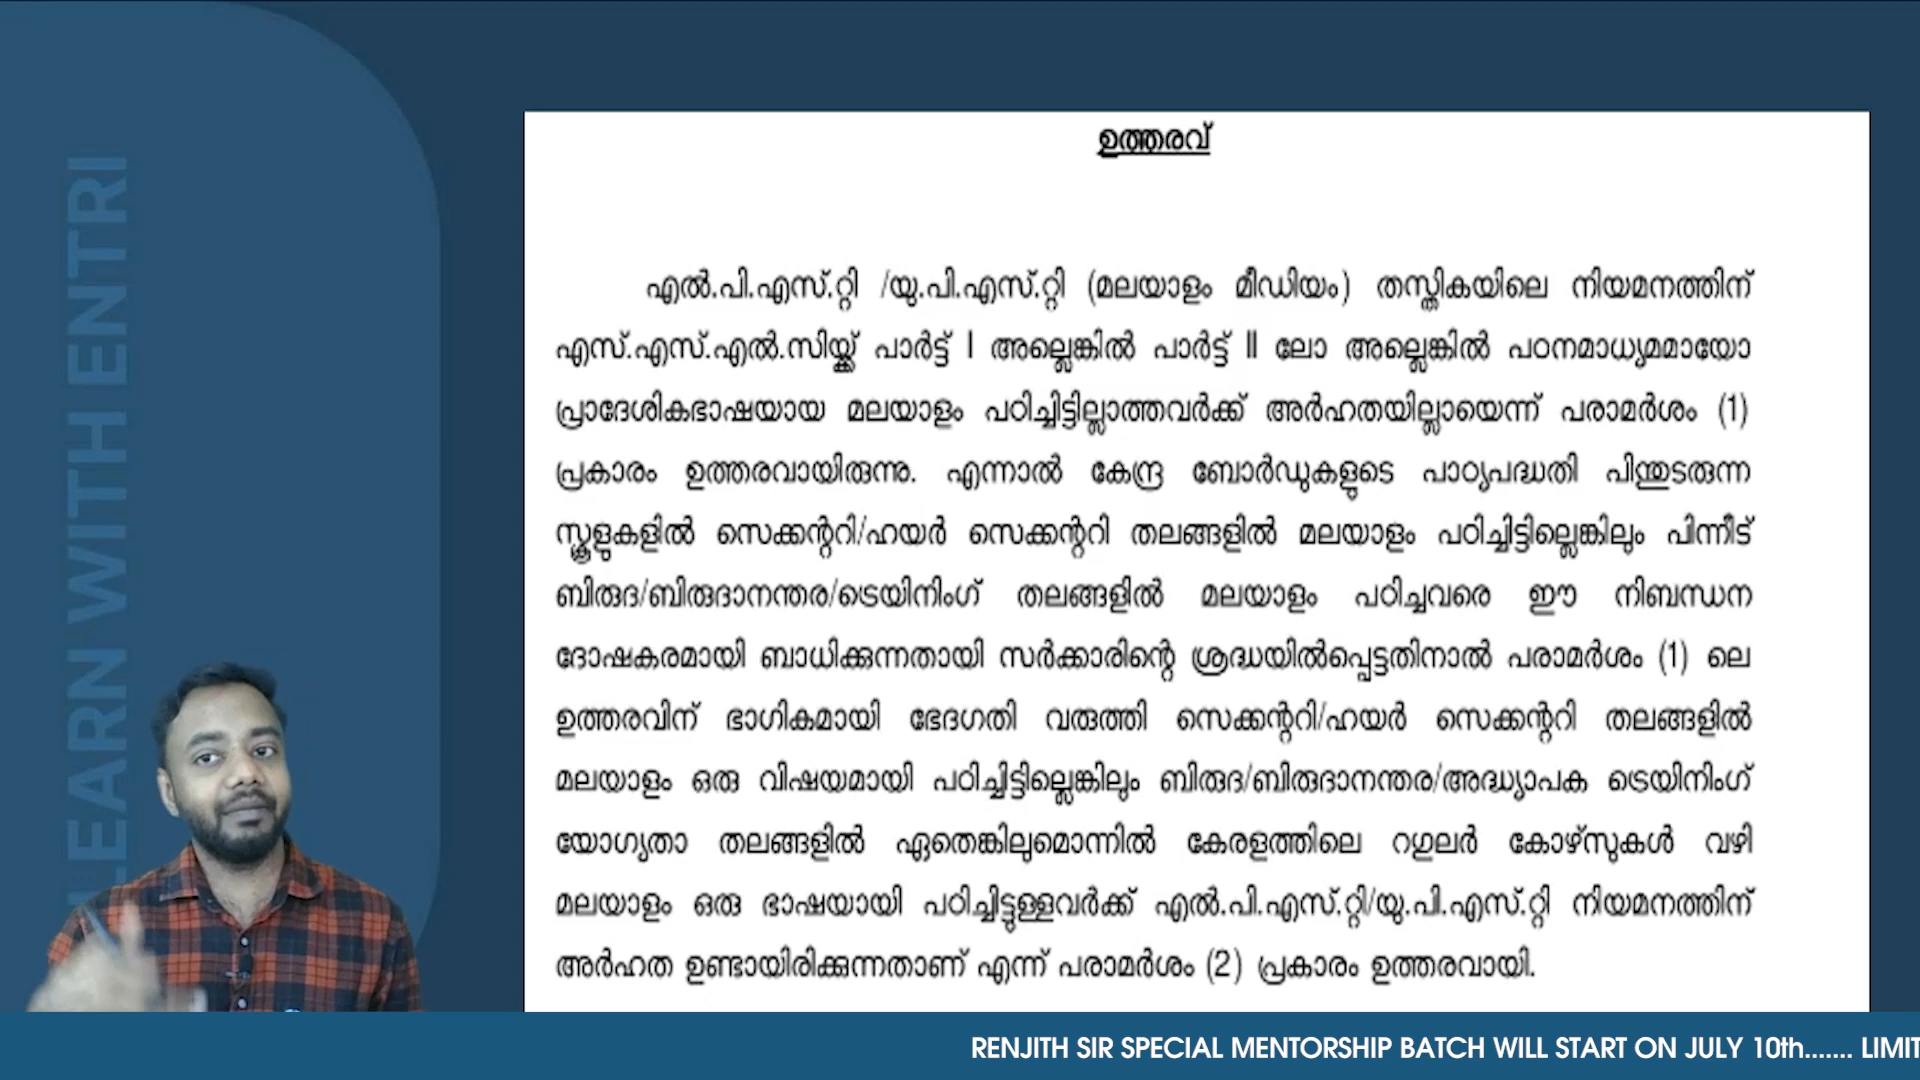 LEARN WITH ENTRI
ഉത്തരവ്
എൽ.പി.എസ്.റ്റി /യു.പി.എസ്.റ്റി (മലയാളം മീഡിയം) തസ്തികയിലെ നിയമനത്തിന്
എസ്.എസ്.എൽ.സിയ്ക്ക് പാർട്ട് I അല്ലെങ്കിൽ പാർട്ട് II ലോ അല്ലെങ്കിൽ പഠനമാധ്യമമായോ
പ്രാദേശികഭാഷയായ മലയാളം പഠിച്ചിട്ടില്ലാത്തവർക്ക് അർഹതയില്ലായെന്ന് പരാമർശം (1)
പ്രകാരം ഉത്തരവായിരുന്നു. എന്നാൽ കേന്ദ്ര ബോർഡുകളുടെ പാഠ്യപദ്ധതി പിന്തുടരുന്ന
സ്കൂളുകളിൽ സെക്കന്ററി/ഹയർ സെക്കന്ററി തലങ്ങളിൽ മലയാളം പഠിച്ചിട്ടില്ലെങ്കിലും പിന്നീട്
ബിരുദ/ബിരുദാനന്തര/ട്രെയിനിംഗ് തലങ്ങളിൽ മലയാളം പഠിച്ചവരെ ഈ നിബന്ധന
ദോഷകരമായി ബാധിക്കുന്നതായി സർക്കാരിന്റെ ശ്രദ്ധയിൽപ്പെട്ടതിനാൽ പരാമർശം (1) ലെ
ഉത്തരവിന് ഭാഗികമായി ഭേദഗതി വരുത്തി സെക്കന്ററി/ഹയർ സെക്കന്ററി തലങ്ങളിൽ
മലയാളം ഒരു വിഷയമായി പഠിച്ചിട്ടില്ലെങ്കിലും ബിരുദ/ബിരുദാനന്തര/അദ്ധ്യാപക ട്രെയിനിംഗ്
യോഗ്യതാ തലങ്ങളിൽ ഏതെങ്കിലുമൊന്നിൽ കേരളത്തിലെ റഗുലർ കോഴ്സുകൾ വഴി
മലയാളം ഒരു ഭാഷയായി പഠിച്ചിട്ടുള്ളവർക്ക് എൽ.പി.എസ്.റ്റി/യു.പി.എസ്.റ്റി നിയമനത്തിന്
അർഹത ഉണ്ടായിരിക്കുന്നതാണ് എന്ന് പരാമർശം (2) പ്രകാരം ഉത്തരവായി.
RENJITH SIR SPECIAL MENTORSHIP BATCH WILL START ON JULY 10th....... LIMIT